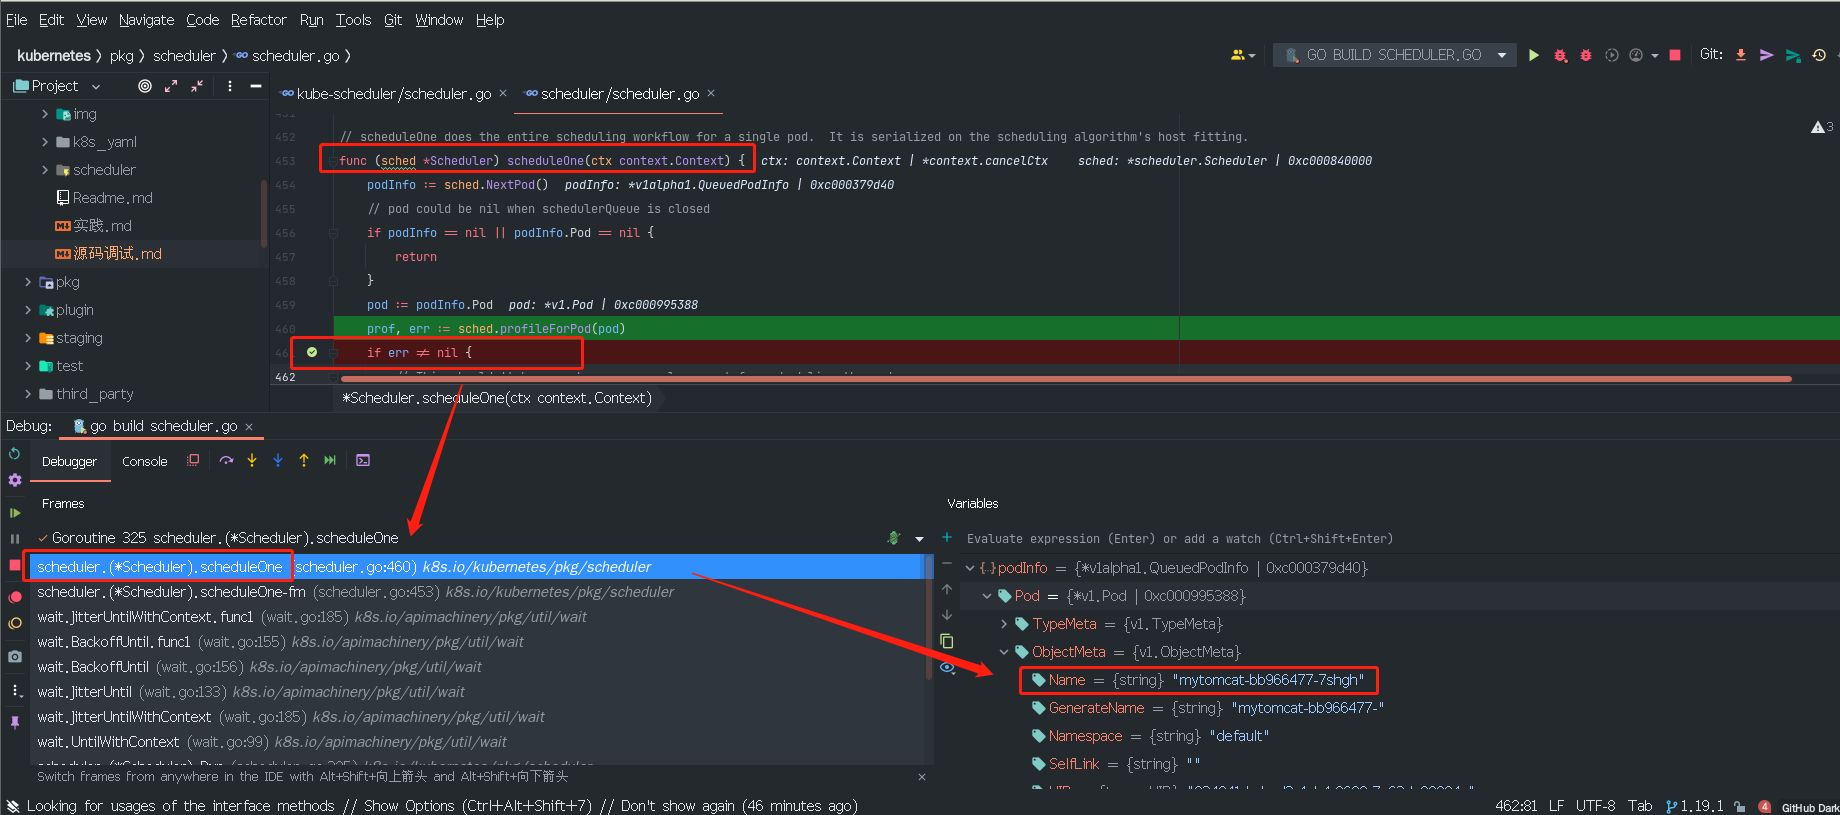 File Edit View Navigate Code Refactor Run Tools Git Window Help
kubernetes ⟩ pkg ⟩ scheduler ⟩ scheduler.go ⟩
GO BUILD SCHEDULER.GO
Git:
Project
kube-scheduler/scheduler.go × scheduler/scheduler.go ×
img
k8s_yaml
scheduler
Readme.md
实践.md
源码调试.md
pkg
plugin
staging
test
third_party
3
452 // scheduleOne does the entire scheduling workflow for a single pod.  It is serialized on the scheduling algorithm's host fitting.
453 func (sched *Scheduler) scheduleOne(ctx context.Context) { ctx: context.Context | *context.cancelCtx sched: *scheduler.Scheduler | 0xc000840000
454 podInfo := sched.NextPod() podInfo: *v1alpha1.QueuedPodInfo | 0xc000379d40
455 // pod could be nil when schedulerQueue is closed
456 if podInfo == nil || podInfo.Pod == nil {
457 return
458 }
459 pod := podInfo.Pod pod: *v1.Pod | 0xc000995388
460 prof, err := sched.profileForPod(pod)
if err ≠ nil {
462
*Scheduler.scheduleOne(ctx context.Context)
Debug: go build scheduler.go ×
Debugger Console
Frames
Goroutine 325 scheduler.(*Scheduler).scheduleOne
scheduler.(*Scheduler).scheduleOne (scheduler.go:460) k8s.io/kubernetes/pkg/scheduler
scheduler.(*Scheduler).scheduleOne-fm (scheduler.go:453) k8s.io/kubernetes/pkg/scheduler
wait.JitterUntilWithContext.func1 (wait.go:185) k8s.io/apimachinery/pkg/util/wait
wait.BackoffUntil.func1 (wait.go:155) k8s.io/apimachinery/pkg/util/wait
wait.BackoffUntil (wait.go:156) k8s.io/apimachinery/pkg/util/wait
wait.JitterUntil (wait.go:133) k8s.io/apimachinery/pkg/util/wait
wait.JitterUntilWithContext (wait.go:185) k8s.io/apimachinery/pkg/util/wait
wait.UntilWithContext (wait.go:99) k8s.io/apimachinery/pkg/util/wait
Switch frames from anywhere in the IDE with Alt+Shift+向上箭头 and Alt+Shift+向下箭头
Variables
Evaluate expression (Enter) or add a watch (Ctrl+Shift+Enter)
podInfo = {*v1alpha1.QueuedPodInfo | 0xc000379d40}
Pod = {*v1.Pod | 0xc000995388}
TypeMeta = {v1.TypeMeta}
ObjectMeta = {v1.ObjectMeta}
Name = {string} "mytomcat-bb966477-7shgh"
GenerateName = {string} "mytomcat-bb966477-"
Namespace = {string} "default"
SelfLink = {string} ""
Looking for usages of the interface methods // Show Options (Ctrl+Alt+Shift+7) // Don't show again (46 minutes ago)
462:81 LF UTF-8 Tab 1.19.1 4 GitHub Dark